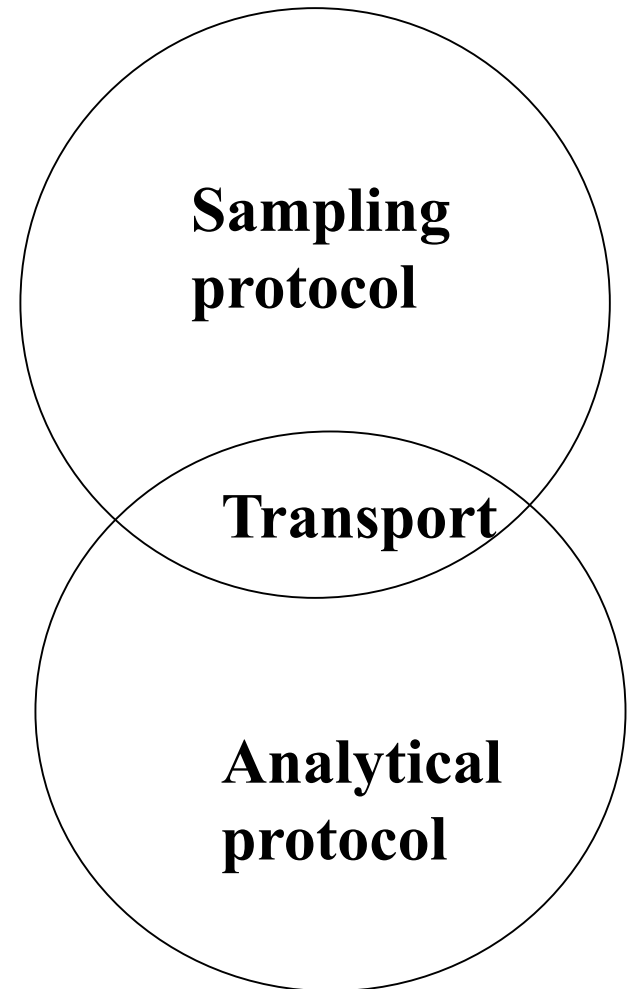 Sampling
protocol
Transport
Analytical
protocol